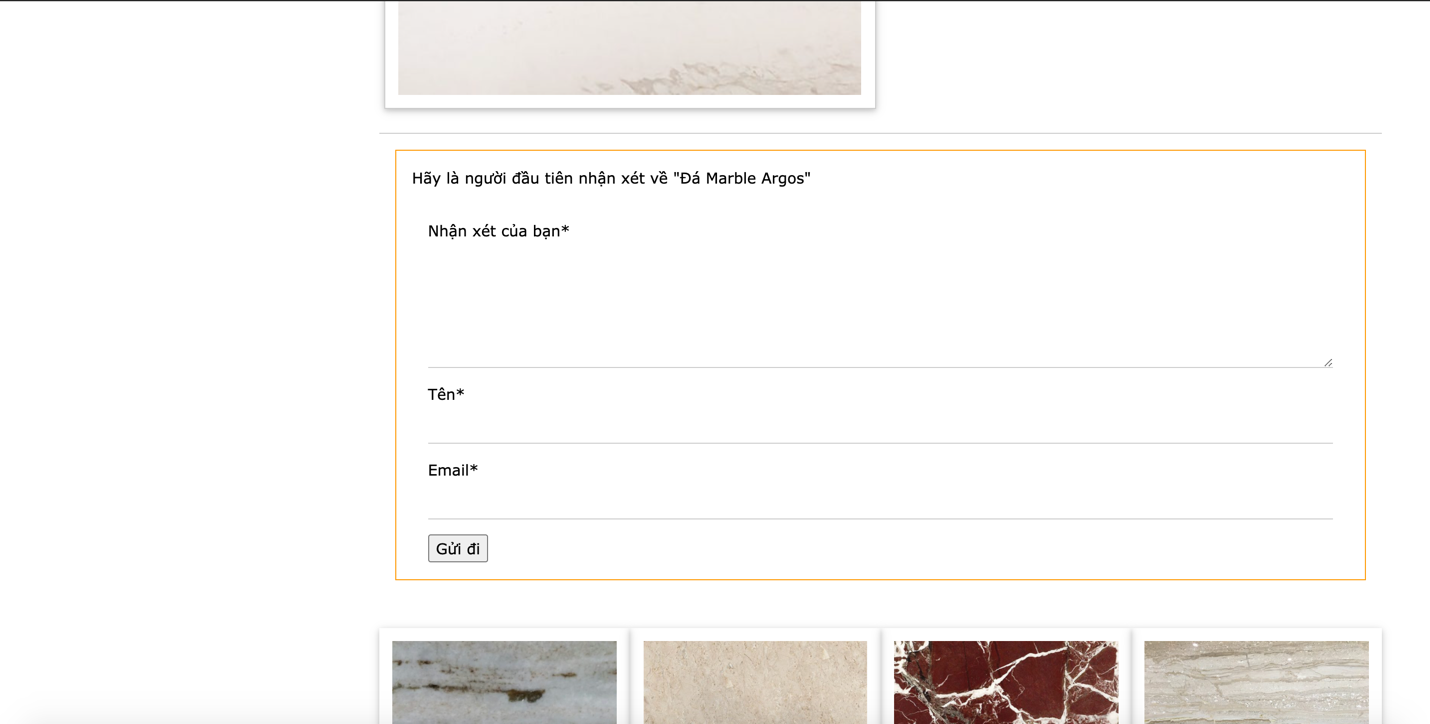 Hãy là người đầu tiên nhận xét về "Đá Marble Argos"
Nhận xét của bạn*
Tên*
Email*
Gửi đi